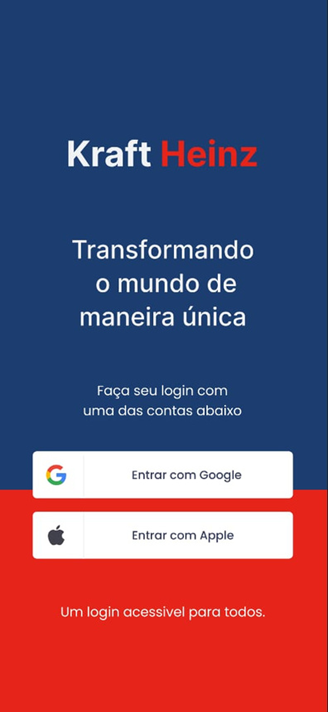 Kraft Heinz
Transformando
o mundo de
maneira única
Faça seu login com
uma das contas abaixo
Entrar com Google
Entrar com Apple
Um login acessivel para todos.